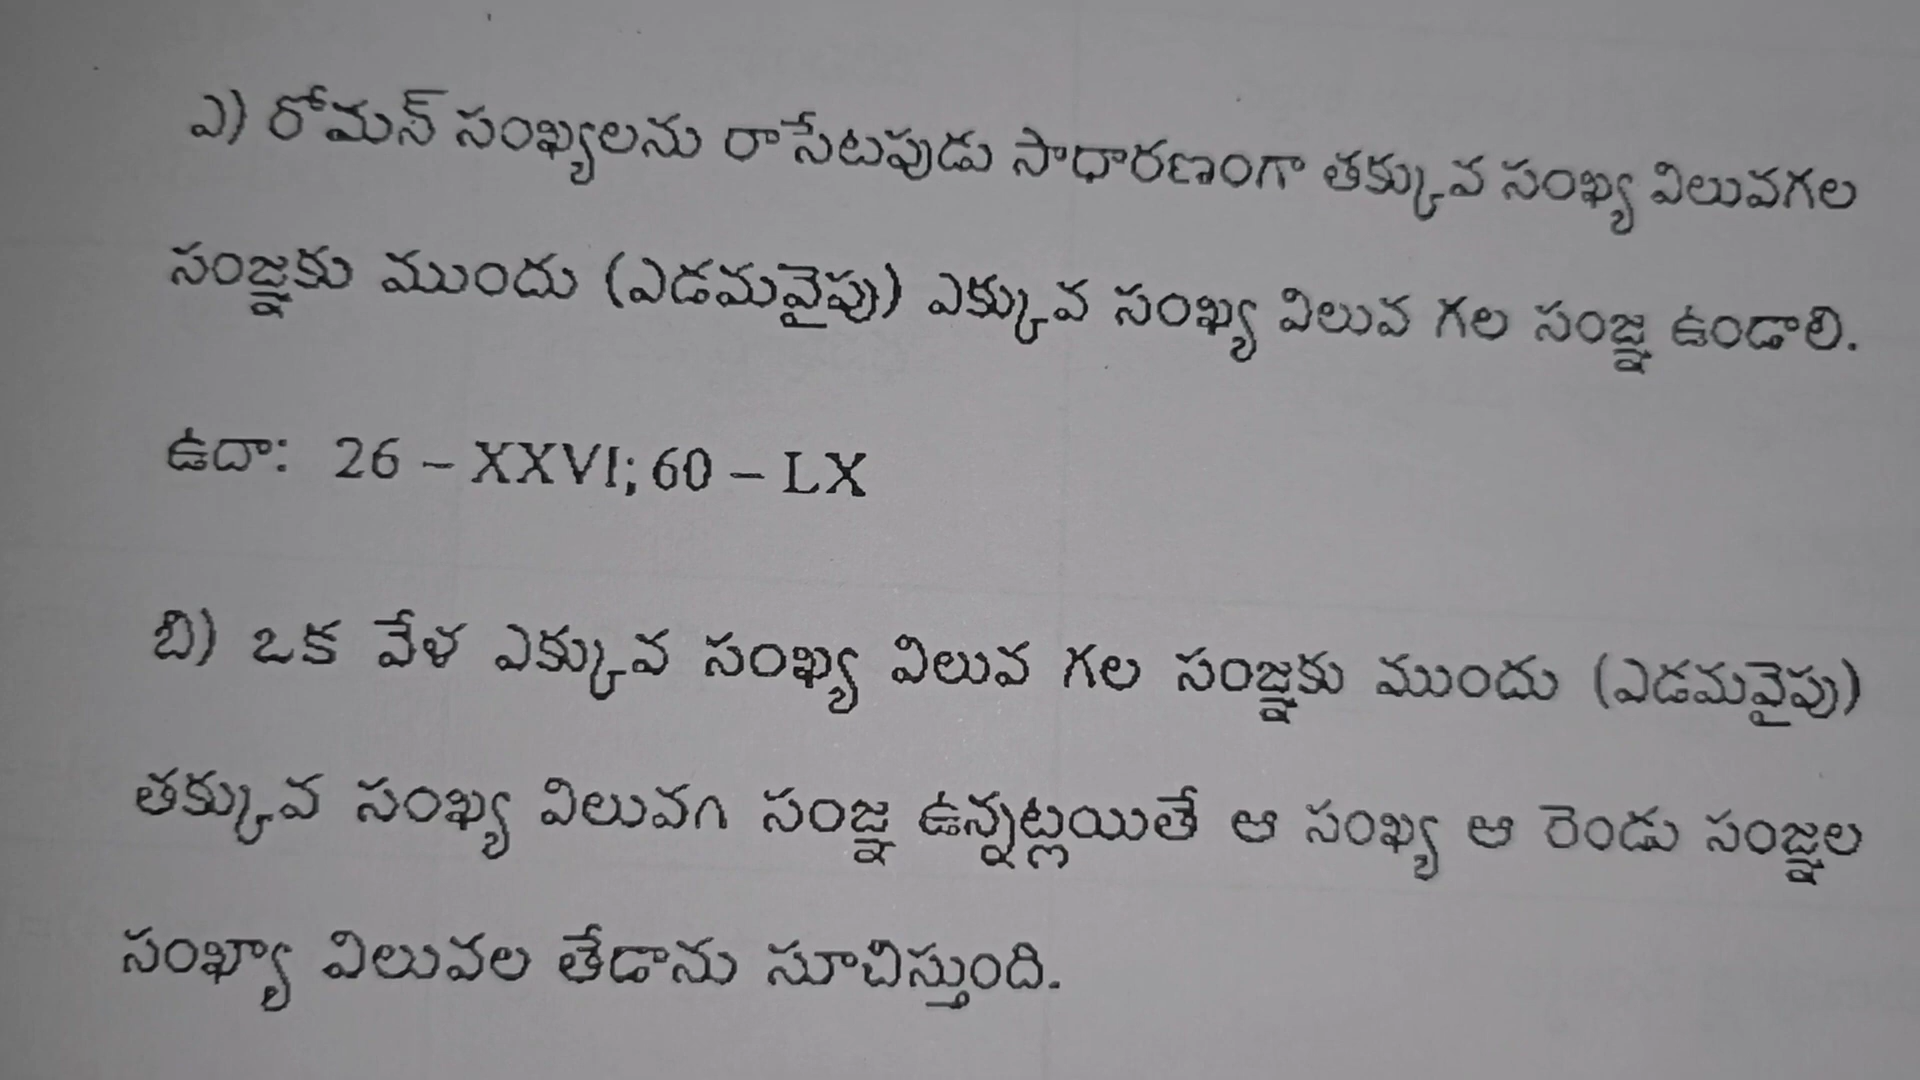 ఎ) రోమన్ సంఖ్యలను రాసేటపుడు సాధారణంగా తక్కువ సంఖ్య విలువగల
సంజ్ఞకు ముందు (ఎడమవైపు) ఎక్కువ సంఖ్య విలువ గల సంజ్ఞ ఉండాలి.
ఉదా: 26 – XXVI; 60 – LX
బి) ఒక వేళ ఎక్కువ సంఖ్య విలువ గల సంజ్ఞకు ముందు (ఎడమవైపు)
తక్కువ సంఖ్య విలువగ సంజ్ఞ ఉన్నట్లయితే ఆ సంఖ్య ఆ రెండు సంజ్ఞల
సంఖ్యా విలువల తేడాను సూచిస్తుంది.